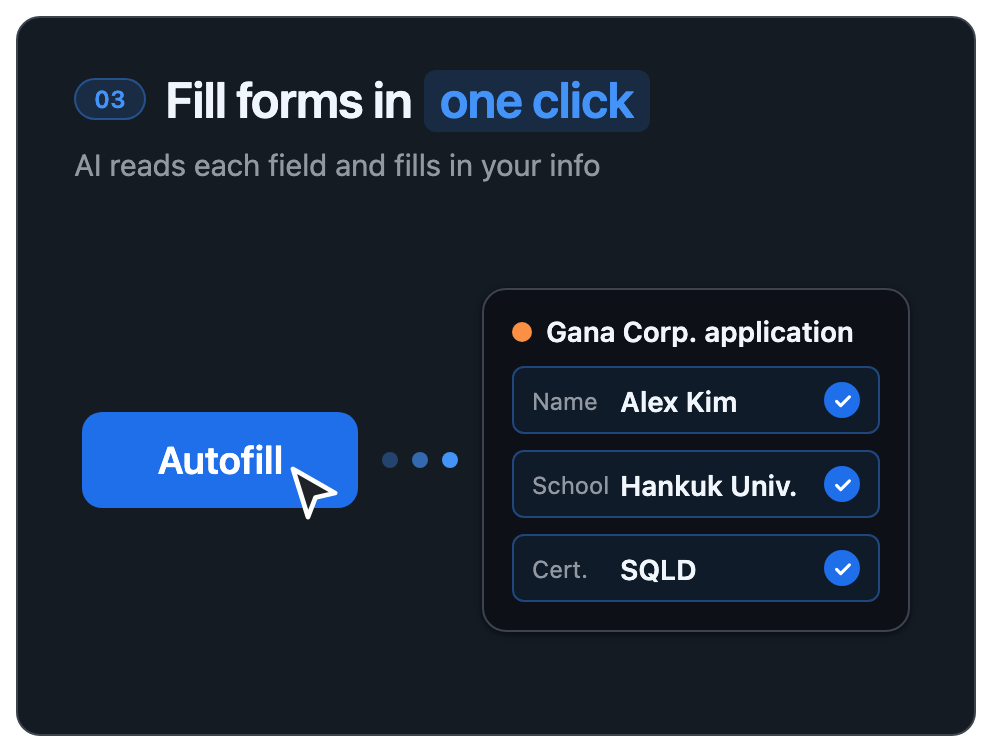 03 Fill forms in one click
AI reads each field and fills in your info
Autofill
Gana Corp. application
Name Alex Kim
School Hankuk Univ.
Cert. SQLD